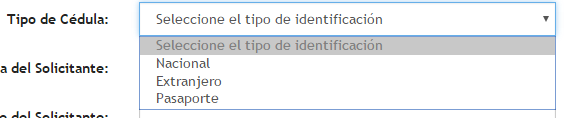 Tipo de Cédula: Seleccione el tipo de identificación
Seleccione el tipo de identificación
Nacional
a del Solicitante: Extranjero
Pasaporte
o del Solicitante: